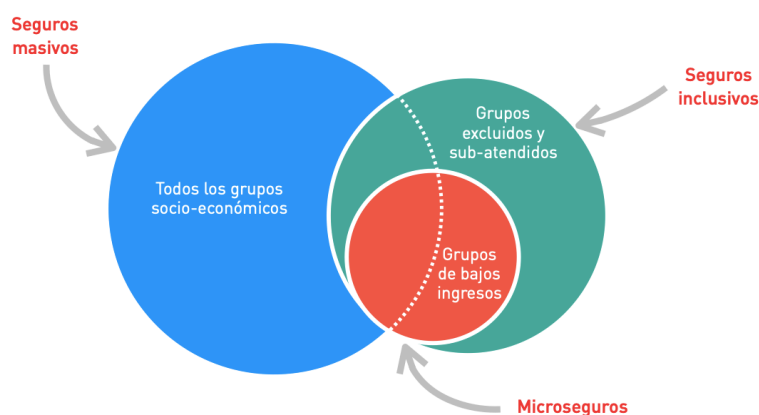 Seguros
masivos
Seguros
inclusivos
Grupos
excluidos y
sub-atendidos
Todos los grupos
socio-económicos
Grupos
de bajos
ingresos
Microseguros